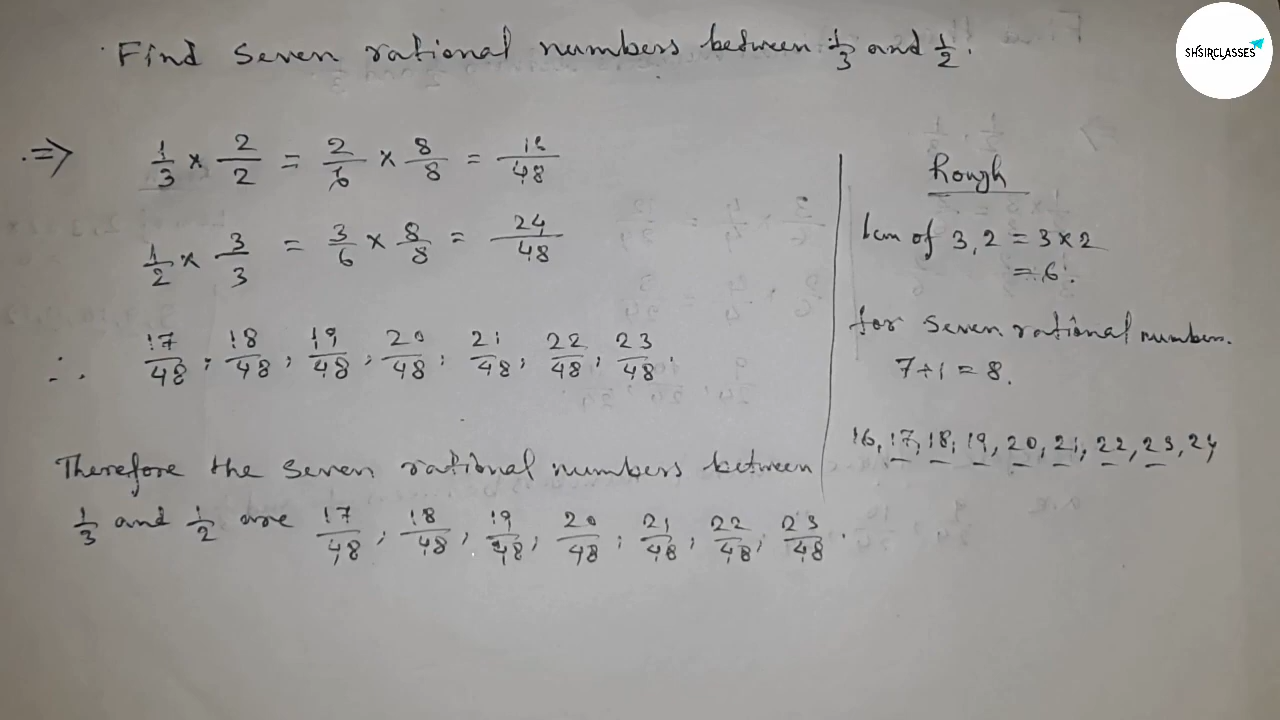 Find seven rational numbers between 1/3 and 1/2.
SHSIRCLASSES
⇒ 1/3 × 2/2 = 2/6 × 8/8 = 16/48
1/2 × 3/3 = 3/6 × 8/8 = 24/48
∴ 17/48, 18/48, 19/48, 20/48, 21/48, 22/48, 23/48.
Therefore the seven rational numbers between
1/3 and 1/2 are 17/48, 18/48, 19/48, 20/48, 21/48, 22/48, 23/48.
Rough
lcm of 3, 2 = 3×2
= 6.
for seven rational numbers.
7+1 = 8.
16, 17, 18, 19, 20, 21, 22, 23, 24